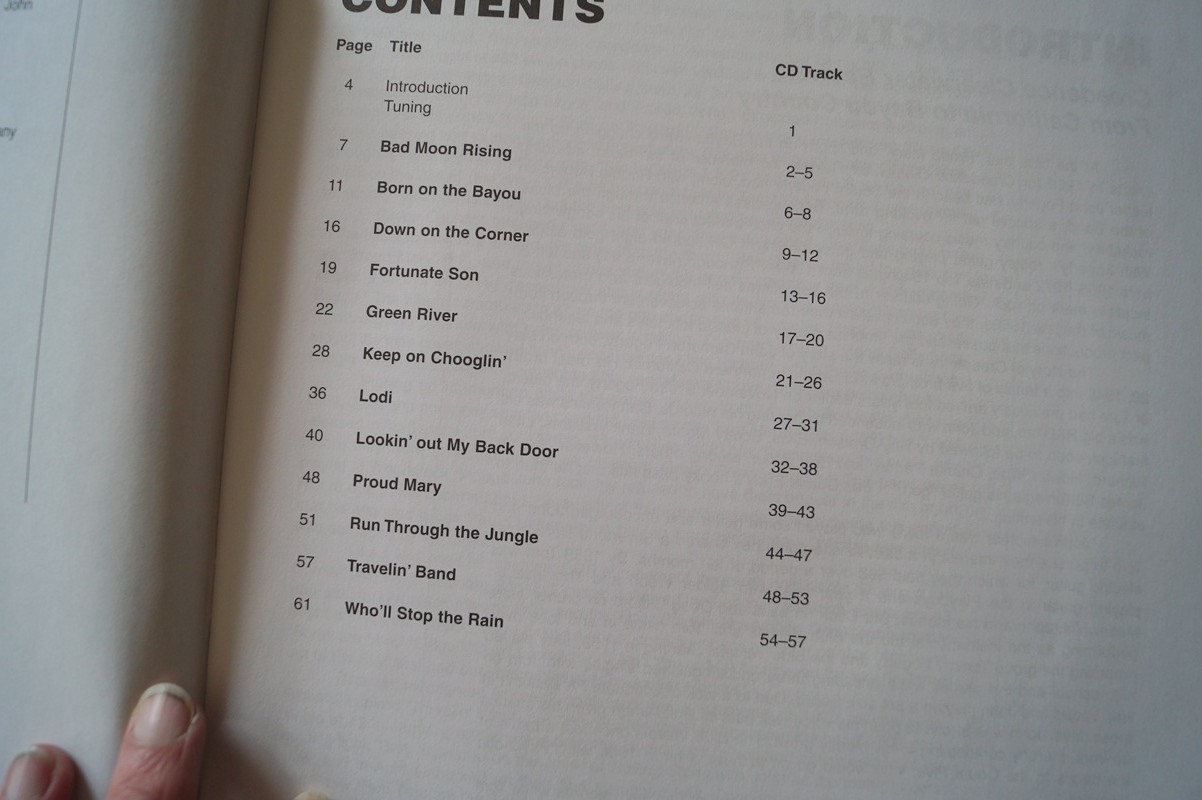 John
CONTENTS
Page Title CD Track
4 Introduction
Tuning 1
7 Bad Moon Rising 2–5
11 Born on the Bayou 6–8
16 Down on the Corner 9–12
19 Fortunate Son 13–16
22 Green River 17–20
28 Keep on Chooglin' 21–26
36 Lodi 27–31
40 Lookin' out My Back Door 32–38
48 Proud Mary 39–43
51 Run Through the Jungle 44–47
57 Travelin' Band 48–53
61 Who'll Stop the Rain 54–57